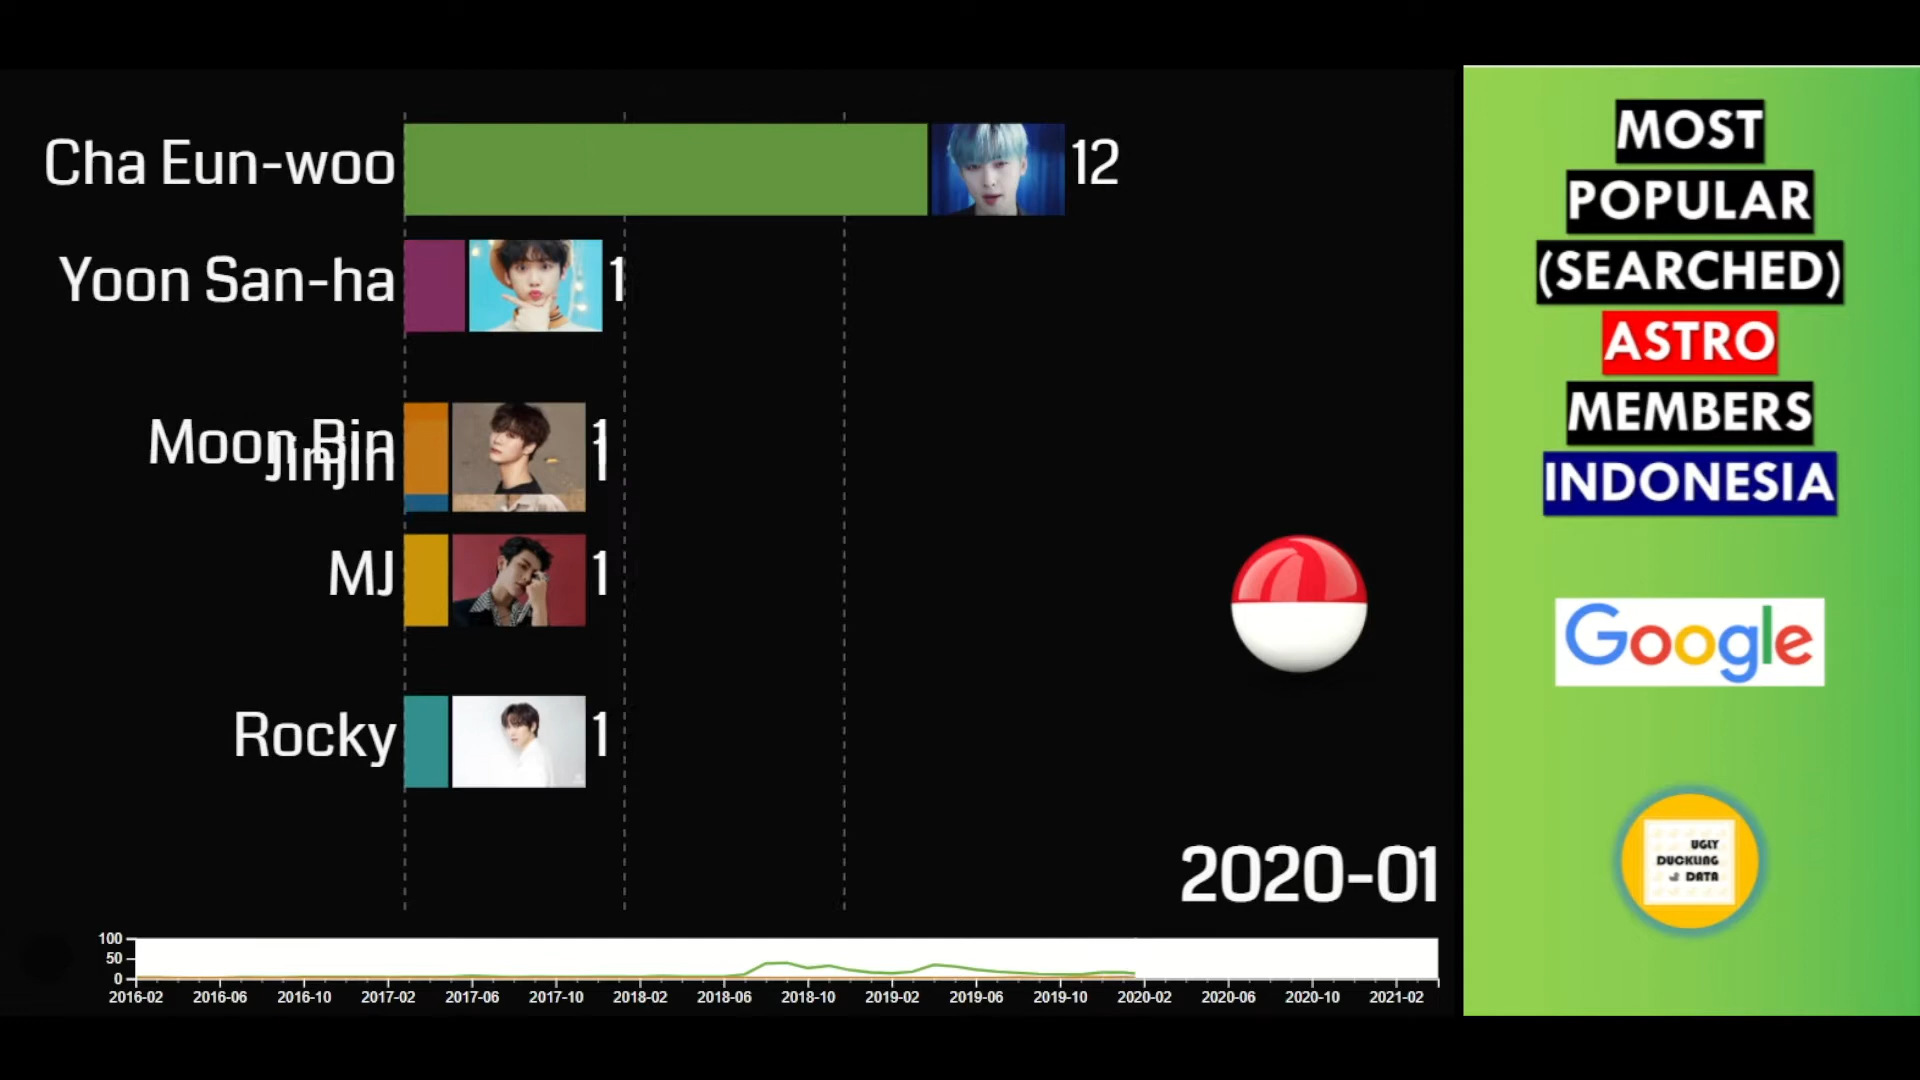 Cha Eun-woo 12
Yoon San-ha 1
Moon Bin 1
Jinjin 1
MJ 1
Rocky 1
2020-01
100
50
0
2016-02 2016-06 2016-10 2017-02 2017-06 2017-10 2018-02 2018-06 2018-10 2019-02 2019-06 2019-10 2020-02 2020-06 2020-10 2021-02
MOST
POPULAR
(SEARCHED)
ASTRO
MEMBERS
INDONESIA
Google
UGLY
DUCKLING
DATA